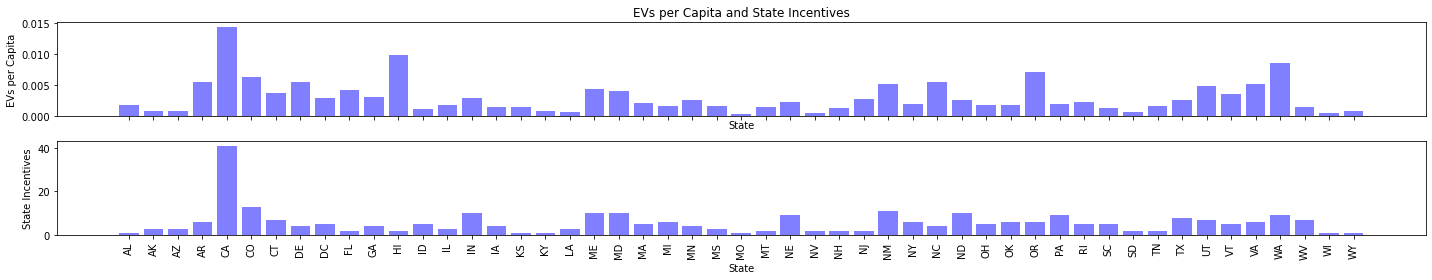 EVs per Capita and State Incentives
EVs per Capita
0.015
0.010
0.005
0.000
State
State Incentives
40
20
0
AL AK AZ AR CA CO CT DE DC FL GA HI ID IL IN IA KS KY LA ME MD MA MI MN MS MO MT NE NV NH NJ NM NY NC ND OH OK OR PA RI SC SD TN TX UT VT VA WA WV WI WY
State